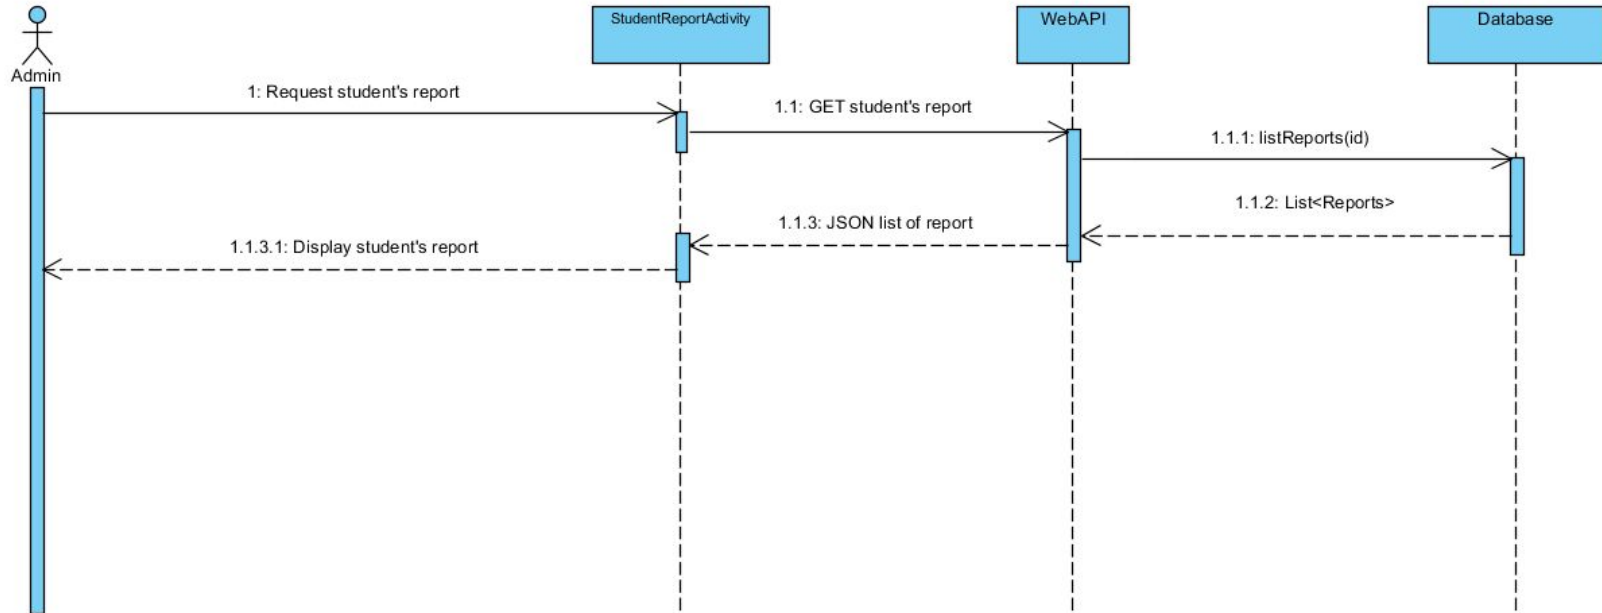 StudentReportActivity
WebAPI
Database
Admin
1: Request student's report
1.1: GET student's report
1.1.1: listReports(id)
1.1.2: List<Reports>
1.1.3: JSON list of report
1.1.3.1: Display student's report